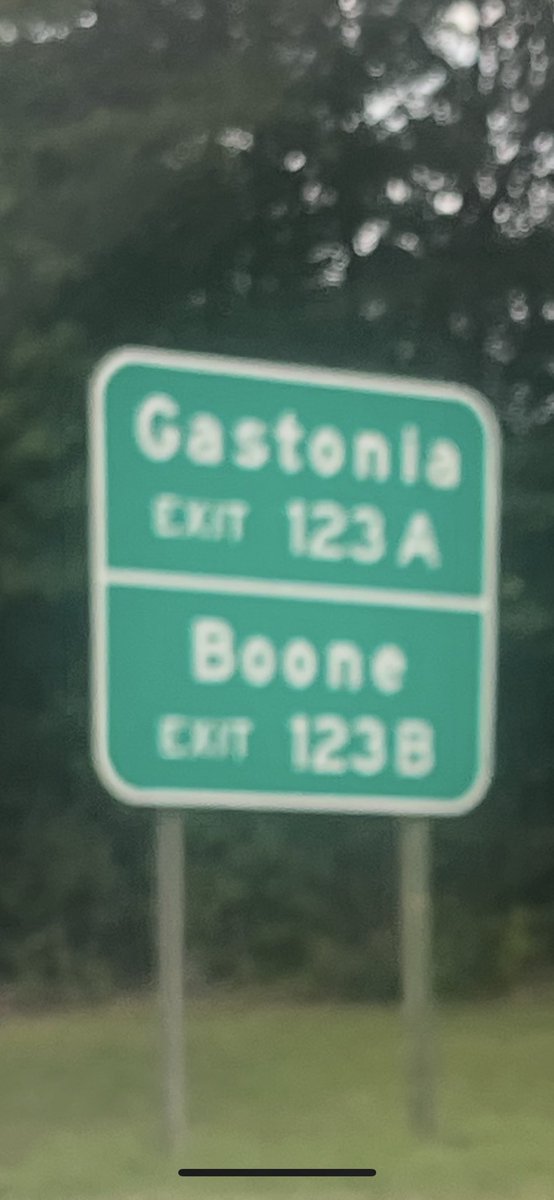 Gastonia
EXIT 123 A
Boone
EXIT 123 B